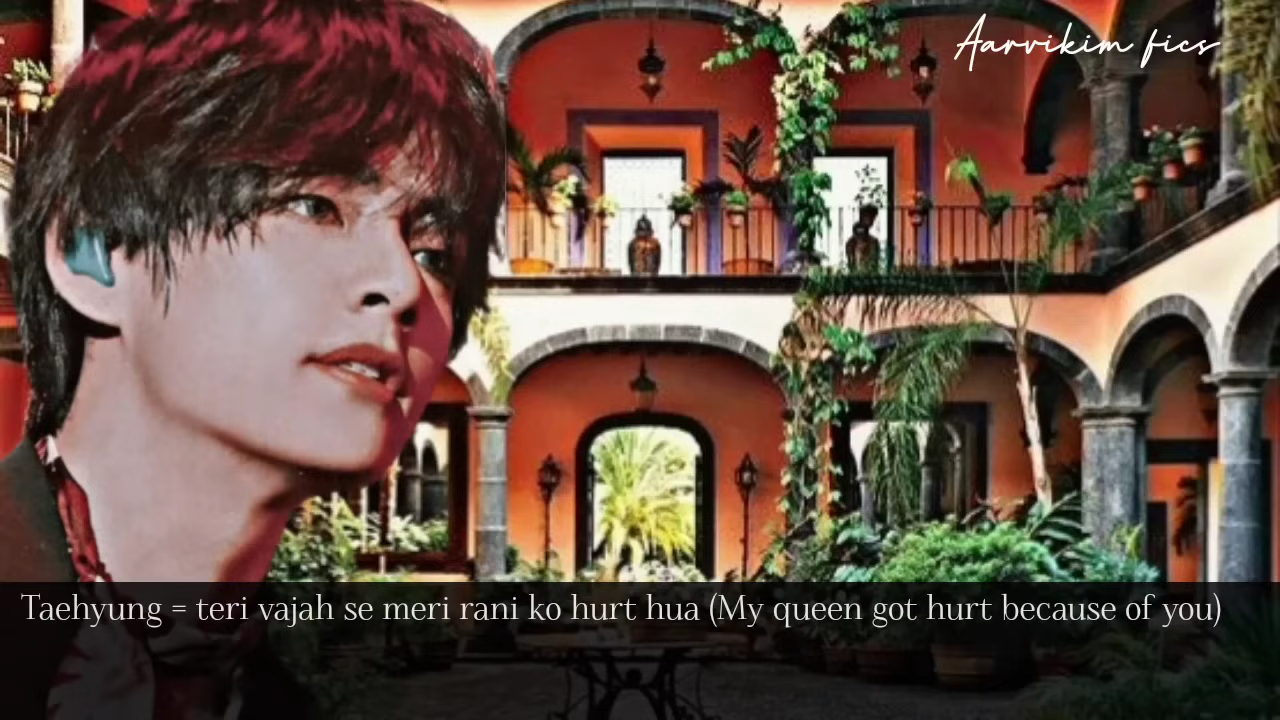 Aarvikim fics
Taehyung = teri vajah se meri rani ko hurt hua (My queen got hurt because of you)